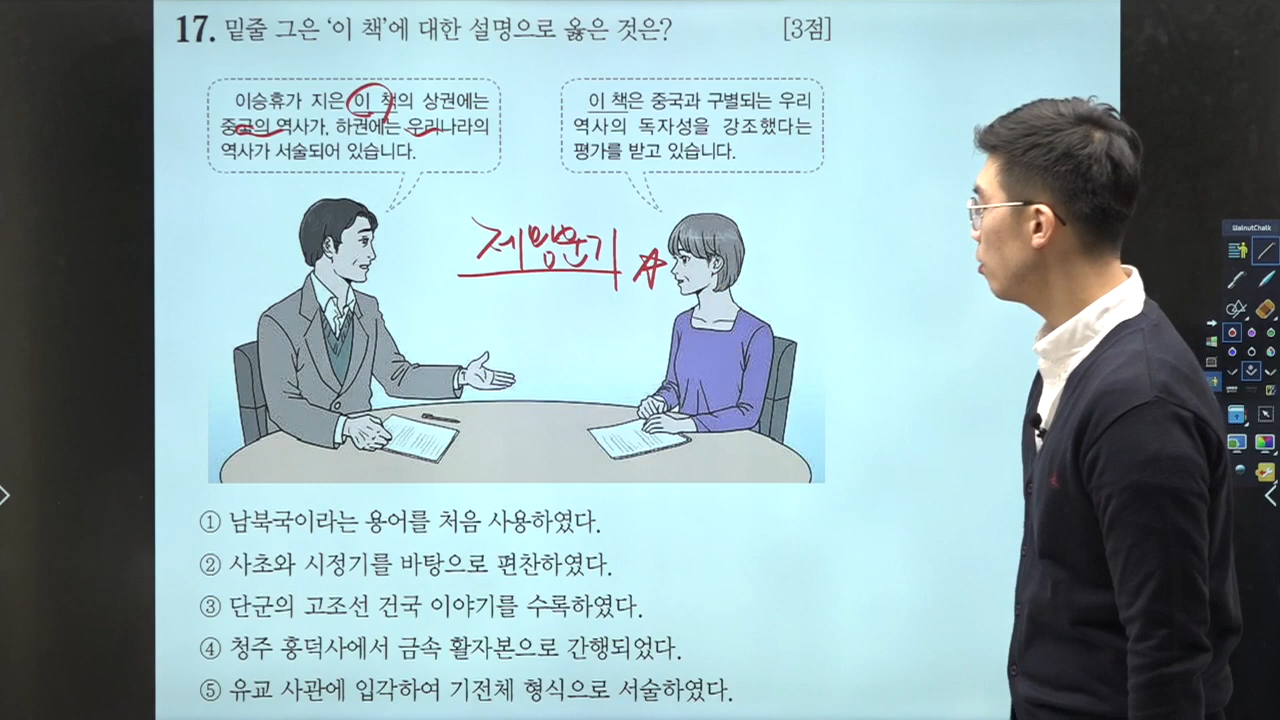 17. 밑줄 그은 '이 책'에 대한 설명으로 옳은 것은? [3점]
이승휴가 지은 이 책의 상권에는
중국의 역사가, 하권에는 우리나라의
역사가 서술되어 있습니다.
이 책은 중국과 구별되는 우리
역사의 독자성을 강조했다는
평가를 받고 있습니다.
제왕운기
① 남북국이라는 용어를 처음 사용하였다.
② 사초와 시정기를 바탕으로 편찬하였다.
③ 단군의 고조선 건국 이야기를 수록하였다.
④ 청주 흥덕사에서 금속 활자본으로 간행되었다.
⑤ 유교 사관에 입각하여 기전체 형식으로 서술하였다.
WalnutChalk